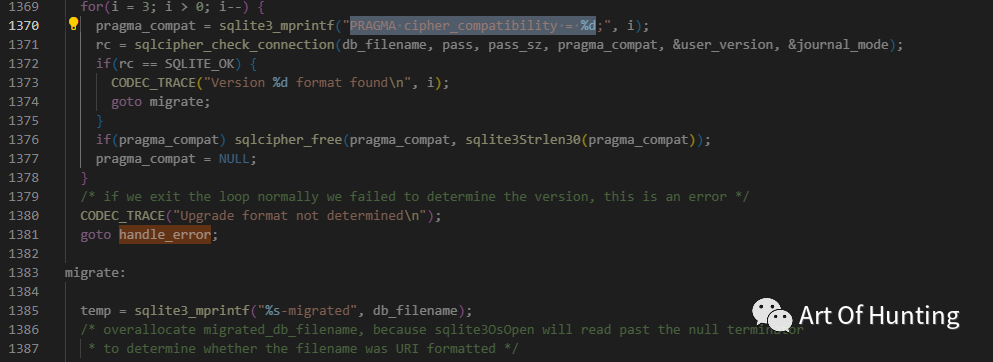 1369 for(i = 3; i > 0; i--) {
1370 pragma_compat = sqlite3_mprintf("PRAGMA cipher_compatibility = %d;", i);
1371 rc = sqlcipher_check_connection(db_filename, pass, pass_sz, pragma_compat, &user_version, &journal_mode);
1372 if(rc == SQLITE_OK) {
1373 CODEC_TRACE("Version %d format found\n", i);
1374 goto migrate;
1375 }
1376 if(pragma_compat) sqlcipher_free(pragma_compat, sqlite3Strlen30(pragma_compat));
1377 pragma_compat = NULL;
1378 }
1379 /* if we exit the loop normally we failed to determine the version, this is an error */
1380 CODEC_TRACE("Upgrade format not determined\n");
1381 goto handle_error;
1382
1383 migrate:
1384
1385 temp = sqlite3_mprintf("%s-migrated", db_filename);
1386 /* overallocate migrated_db_filename, because sqlite3OsOpen will read past the null terminator
1387 * to determine whether the filename was URI formatted */
Art Of Hunting